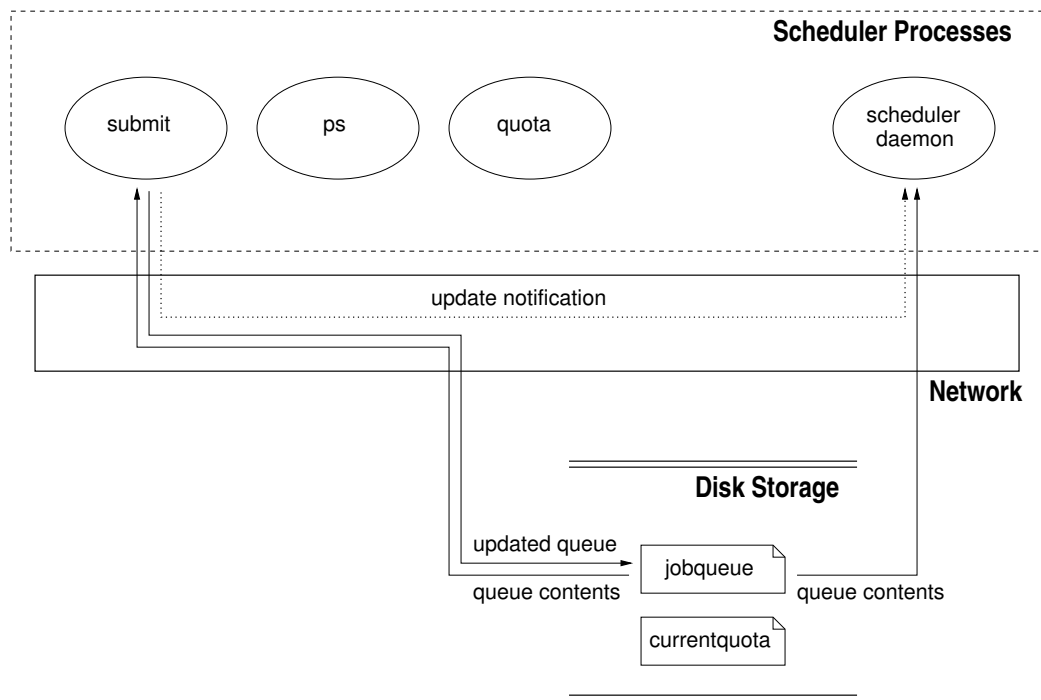 Scheduler Processes
submit
ps
quota
scheduler
daemon
update notification
Network
Disk Storage
updated queue
jobqueue
queue contents
queue contents
currentquota